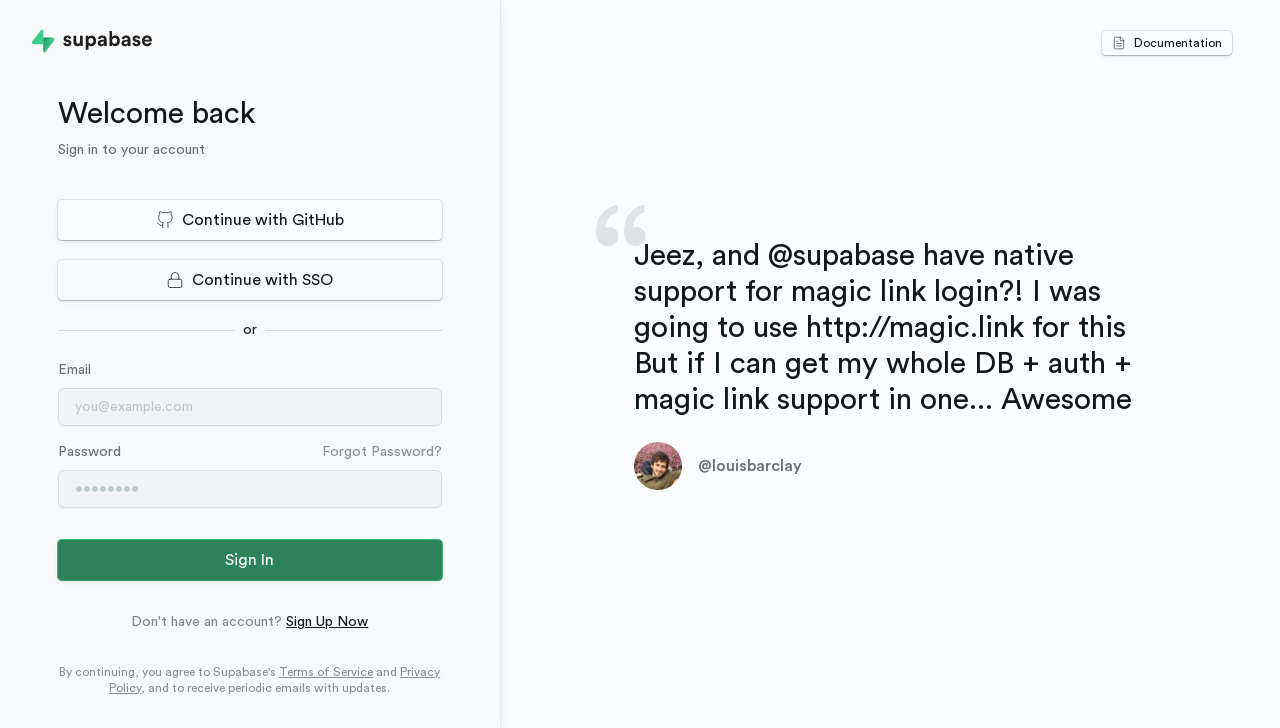 supabase
Documentation
Welcome back
Sign in to your account
Continue with GitHub
Continue with SSO
or
Email
you@example.com
Password
Forgot Password?
Sign In
Don't have an account? Sign Up Now
By continuing, you agree to Supabase's Terms of Service and Privacy
Policy, and to receive periodic emails with updates.
“
Jeez, and @supabase have native
support for magic link login?! I was
going to use http://magic.link for this
But if I can get my whole DB + auth +
magic link support in one... Awesome
@louisbarclay